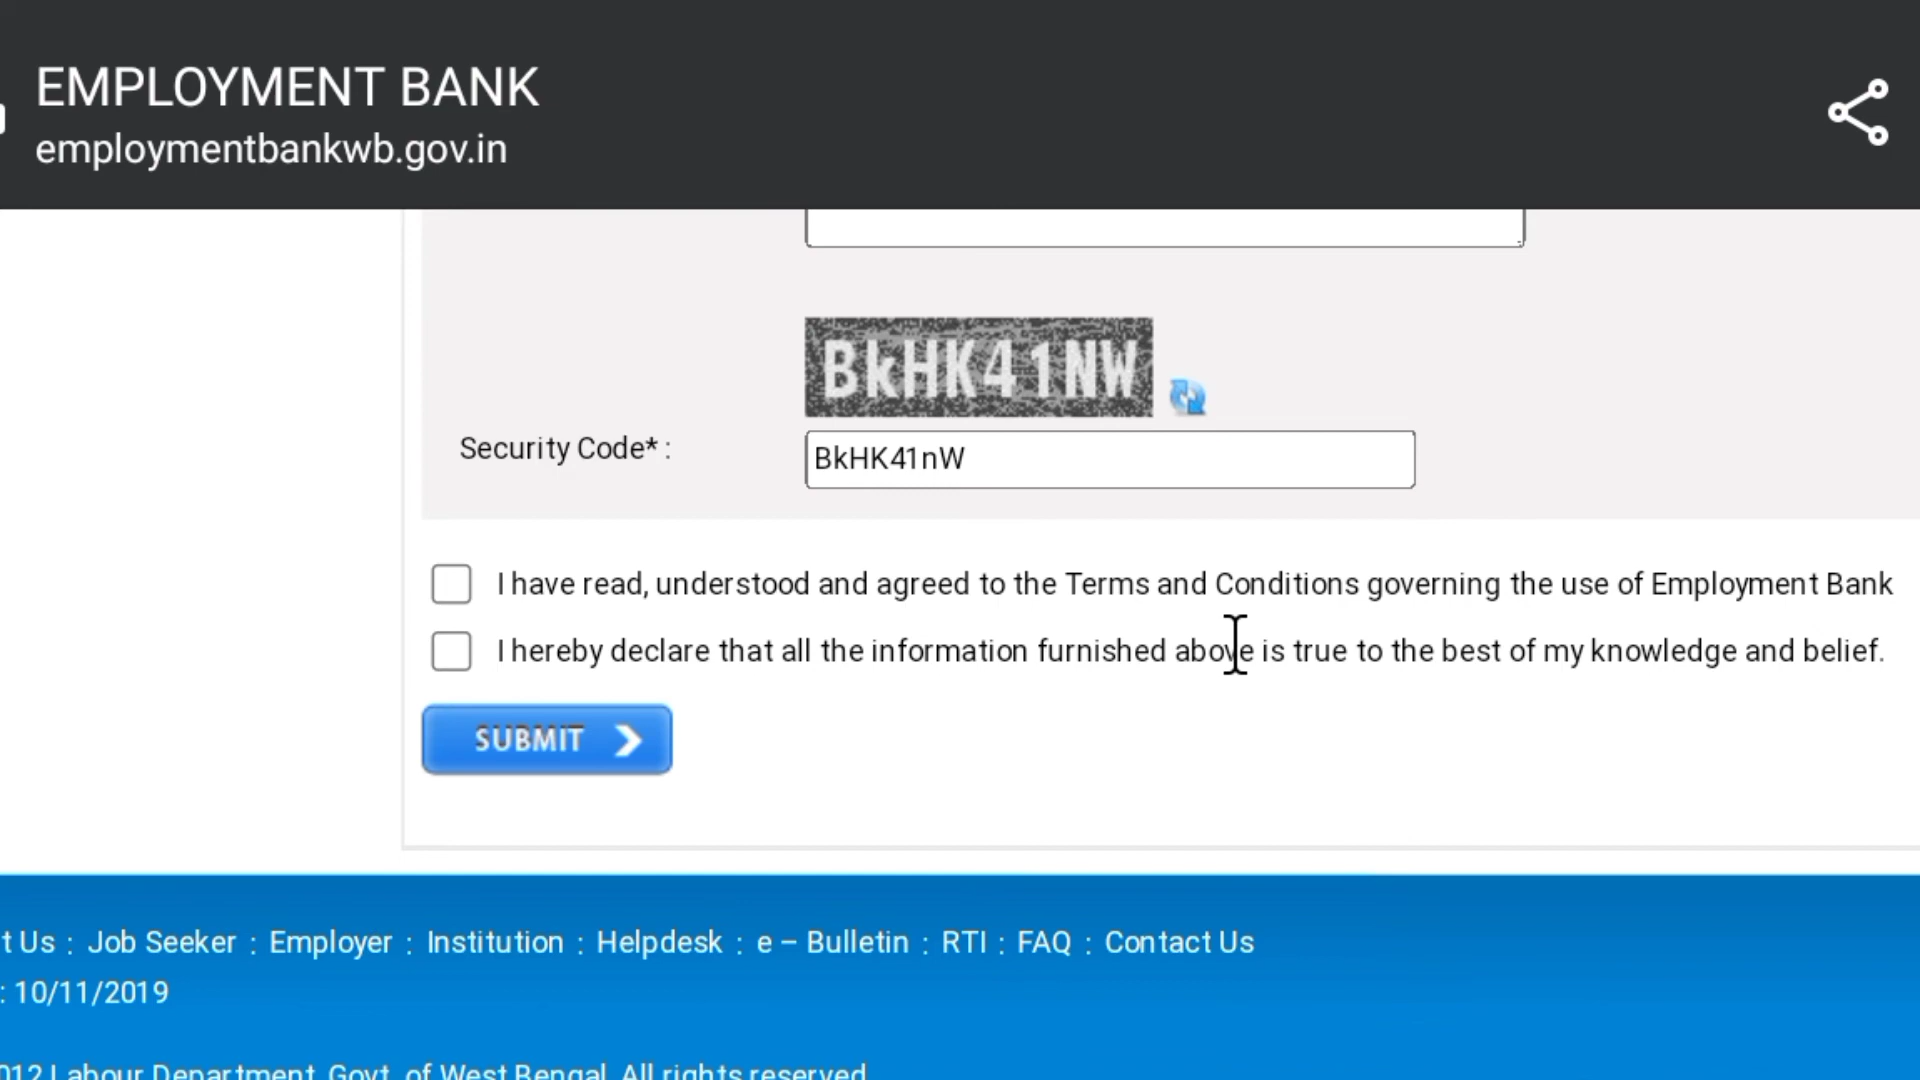 EMPLOYMENT BANK
employmentbankwb.gov.in
BkHK41NW
Security Code* :
BkHK41nW
I have read, understood and agreed to the Terms and Conditions governing the use of Employment Bank
I hereby declare that all the information furnished above is true to the best of my knowledge and belief.
SUBMIT
t Us : Job Seeker : Employer : Institution : Helpdesk : e – Bulletin : RTI : FAQ : Contact Us
: 10/11/2019
012 Labour Department, Govt. of West Bengal. All rights reserved